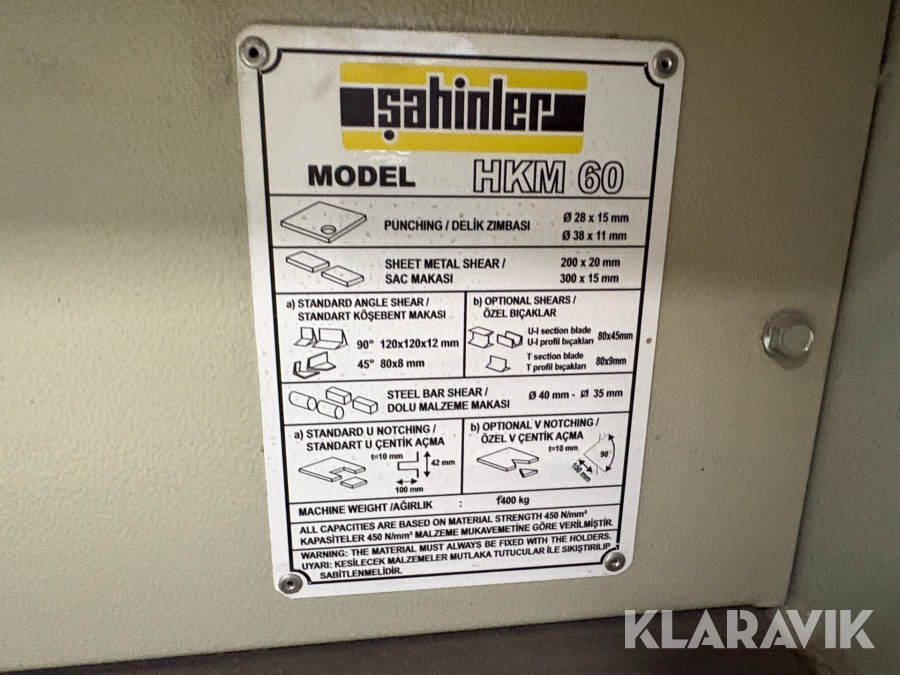 şahinler
MODEL HKM 60
PUNCHING / DELİK ZIMBASI
Ø 28 x 15 mm
Ø 38 x 11 mm
SHEET METAL SHEAR /
SAC MAKASI
200 x 20 mm
300 x 15 mm
a) STANDARD ANGLE SHEAR /
STANDART KÖŞEBENT MAKASI
90° 120x120x12 mm
45° 80x8 mm
b) OPTIONAL SHEARS /
ÖZEL BIÇAKLAR
U-I section blade
U-I profil bıçakları
80x45mm
T section blade
T profil bıçakları
80x9mm
STEEL BAR SHEAR /
DOLU MALZEME MAKASI
Ø 40 mm - ⍁ 35 mm
a) STANDARD U NOTCHING /
STANDART U ÇENTİK AÇMA
t=10 mm
42 mm
100 mm
b) OPTIONAL V NOTCHING /
ÖZEL V ÇENTİK AÇMA
t=10 mm
90°
100 mm
MACHINE WEIGHT /AĞIRLIK : 1400 kg
ALL CAPACITIES ARE BASED ON MATERIAL STRENGTH 450 N/mm²
KAPASİTELER 450 N/mm² MALZEME MUKAVEMETİNE GÖRE VERİLMİŞTİR.
WARNING: THE MATERIAL MUST ALWAYS BE FIXED WITH THE HOLDERS.
UYARI: KESİLECEK MALZEMELER MUTLAKA TUTUCULAR İLE SIKIŞTIRILIP
SABİTLENMELİDİR.
KLARAVIK